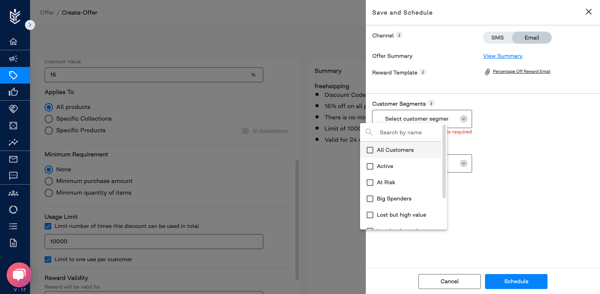 Offer / Create Offer
Discount Value
16 %
Applies To
All products
Specific Collections
Specific Products
AI Assistance
Minimum Requirement
None
Minimum purchase amount
Minimum quantity of items
Usage Limit
Limit number of times this discount can be used in total
10000
Limit to one use per customer
Reward Validity
Reward will be valid for
V - 1.7
Summary
freeshipping
Discount Code
16% off on all p
There is no mi
Limit of 1000
Valid for 24
Save and Schedule
Channel
SMS
Email
Offer Summary
View Summary
Reward Template
Percentage Off Reward Email
Customer Segments
Select customer segmer
is required
Search by name
All Customers
Active
At Risk
Big Spenders
Lost but high value
Cancel
Schedule